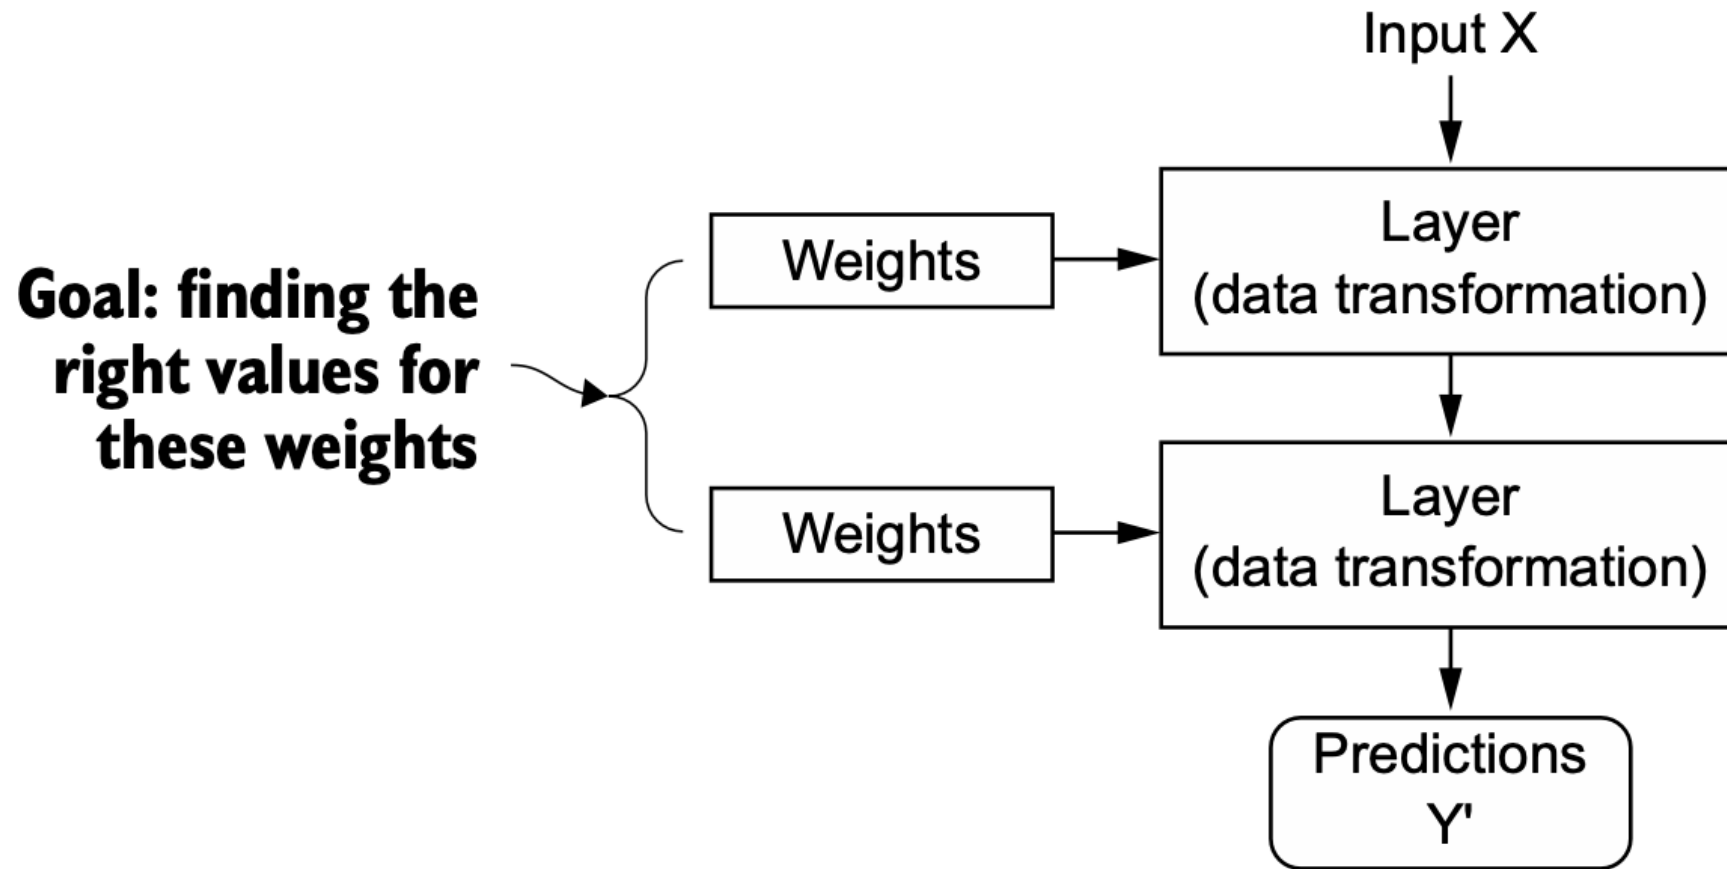 Input X
Layer
(data transformation)
Weights
Goal: finding the
right values for
these weights
Weights
Layer
(data transformation)
Predictions
Y'